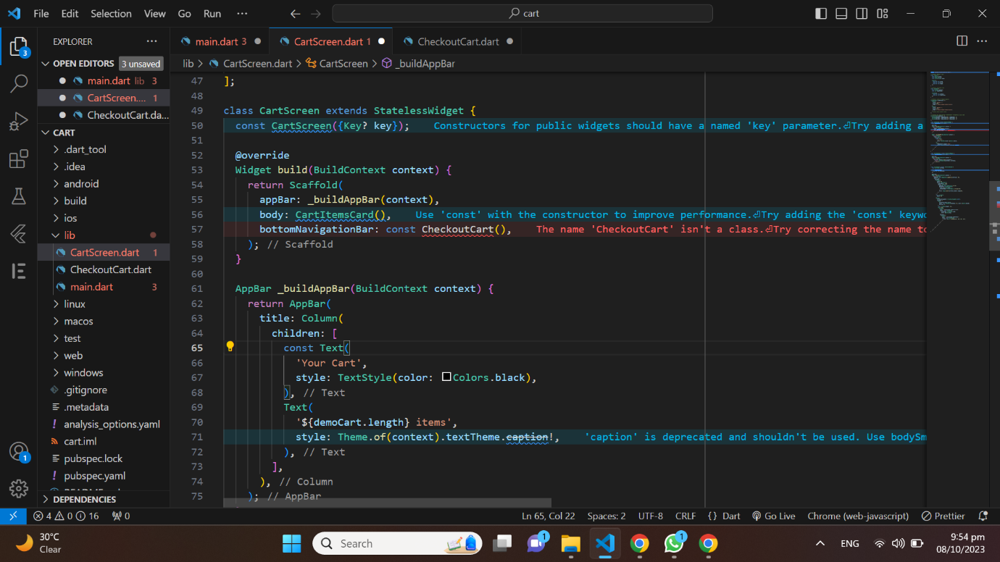 File Edit Selection View Go Run ··· cart
EXPLORER ···
OPEN EDITORS 3 unsaved
main.dart lib 3
CartScreen.... 1
CheckoutCart.da...
CART
.dart_tool
.idea
android
build
ios
lib
CartScreen.dart 1
CheckoutCart.dart
main.dart 3
linux
macos
test
web
windows
.gitignore
.metadata
analysis_options.yaml
cart.iml
pubspec.lock
pubspec.yaml
DEPENDENCIES
3
1
main.dart 3 CartScreen.dart 1 CheckoutCart.dart
lib > CartScreen.dart > CartScreen > _buildAppBar
47 ];
48
49 class CartScreen extends StatelessWidget {
50 const CartScreen({Key? key}); Constructors for public widgets should have a named 'key' parameter.⏎Try adding a
51
52 @override
53 Widget build(BuildContext context) {
54 return Scaffold(
55 appBar: _buildAppBar(context),
56 body: CartItemsCard(), Use 'const' with the constructor to improve performance.⏎Try adding the 'const' keywo
57 bottomNavigationBar: const CheckoutCart(), The name 'CheckoutCart' isn't a class.⏎Try correcting the name to
58 ); // Scaffold
59 }
60
61 AppBar _buildAppBar(BuildContext context) {
62 return AppBar(
63 title: Column(
64 children: [
65 const Text(
66 'Your Cart',
67 style: TextStyle(color: Colors.black),
68 ), // Text
69 Text(
70 '${demoCart.length} items',
71 style: Theme.of(context).textTheme.caption!, 'caption' is deprecated and shouldn't be used. Use bodySm
72 ), // Text
73 ],
74 ), // Column
75 ); // AppBar
4 0 16 0 Ln 65, Col 22 Spaces: 2 UTF-8 CRLF {} Dart Go Live Chrome (web-javascript) Prettier
30°C
Clear
Search
1
1
ENG
9:54 pm
08/10/2023